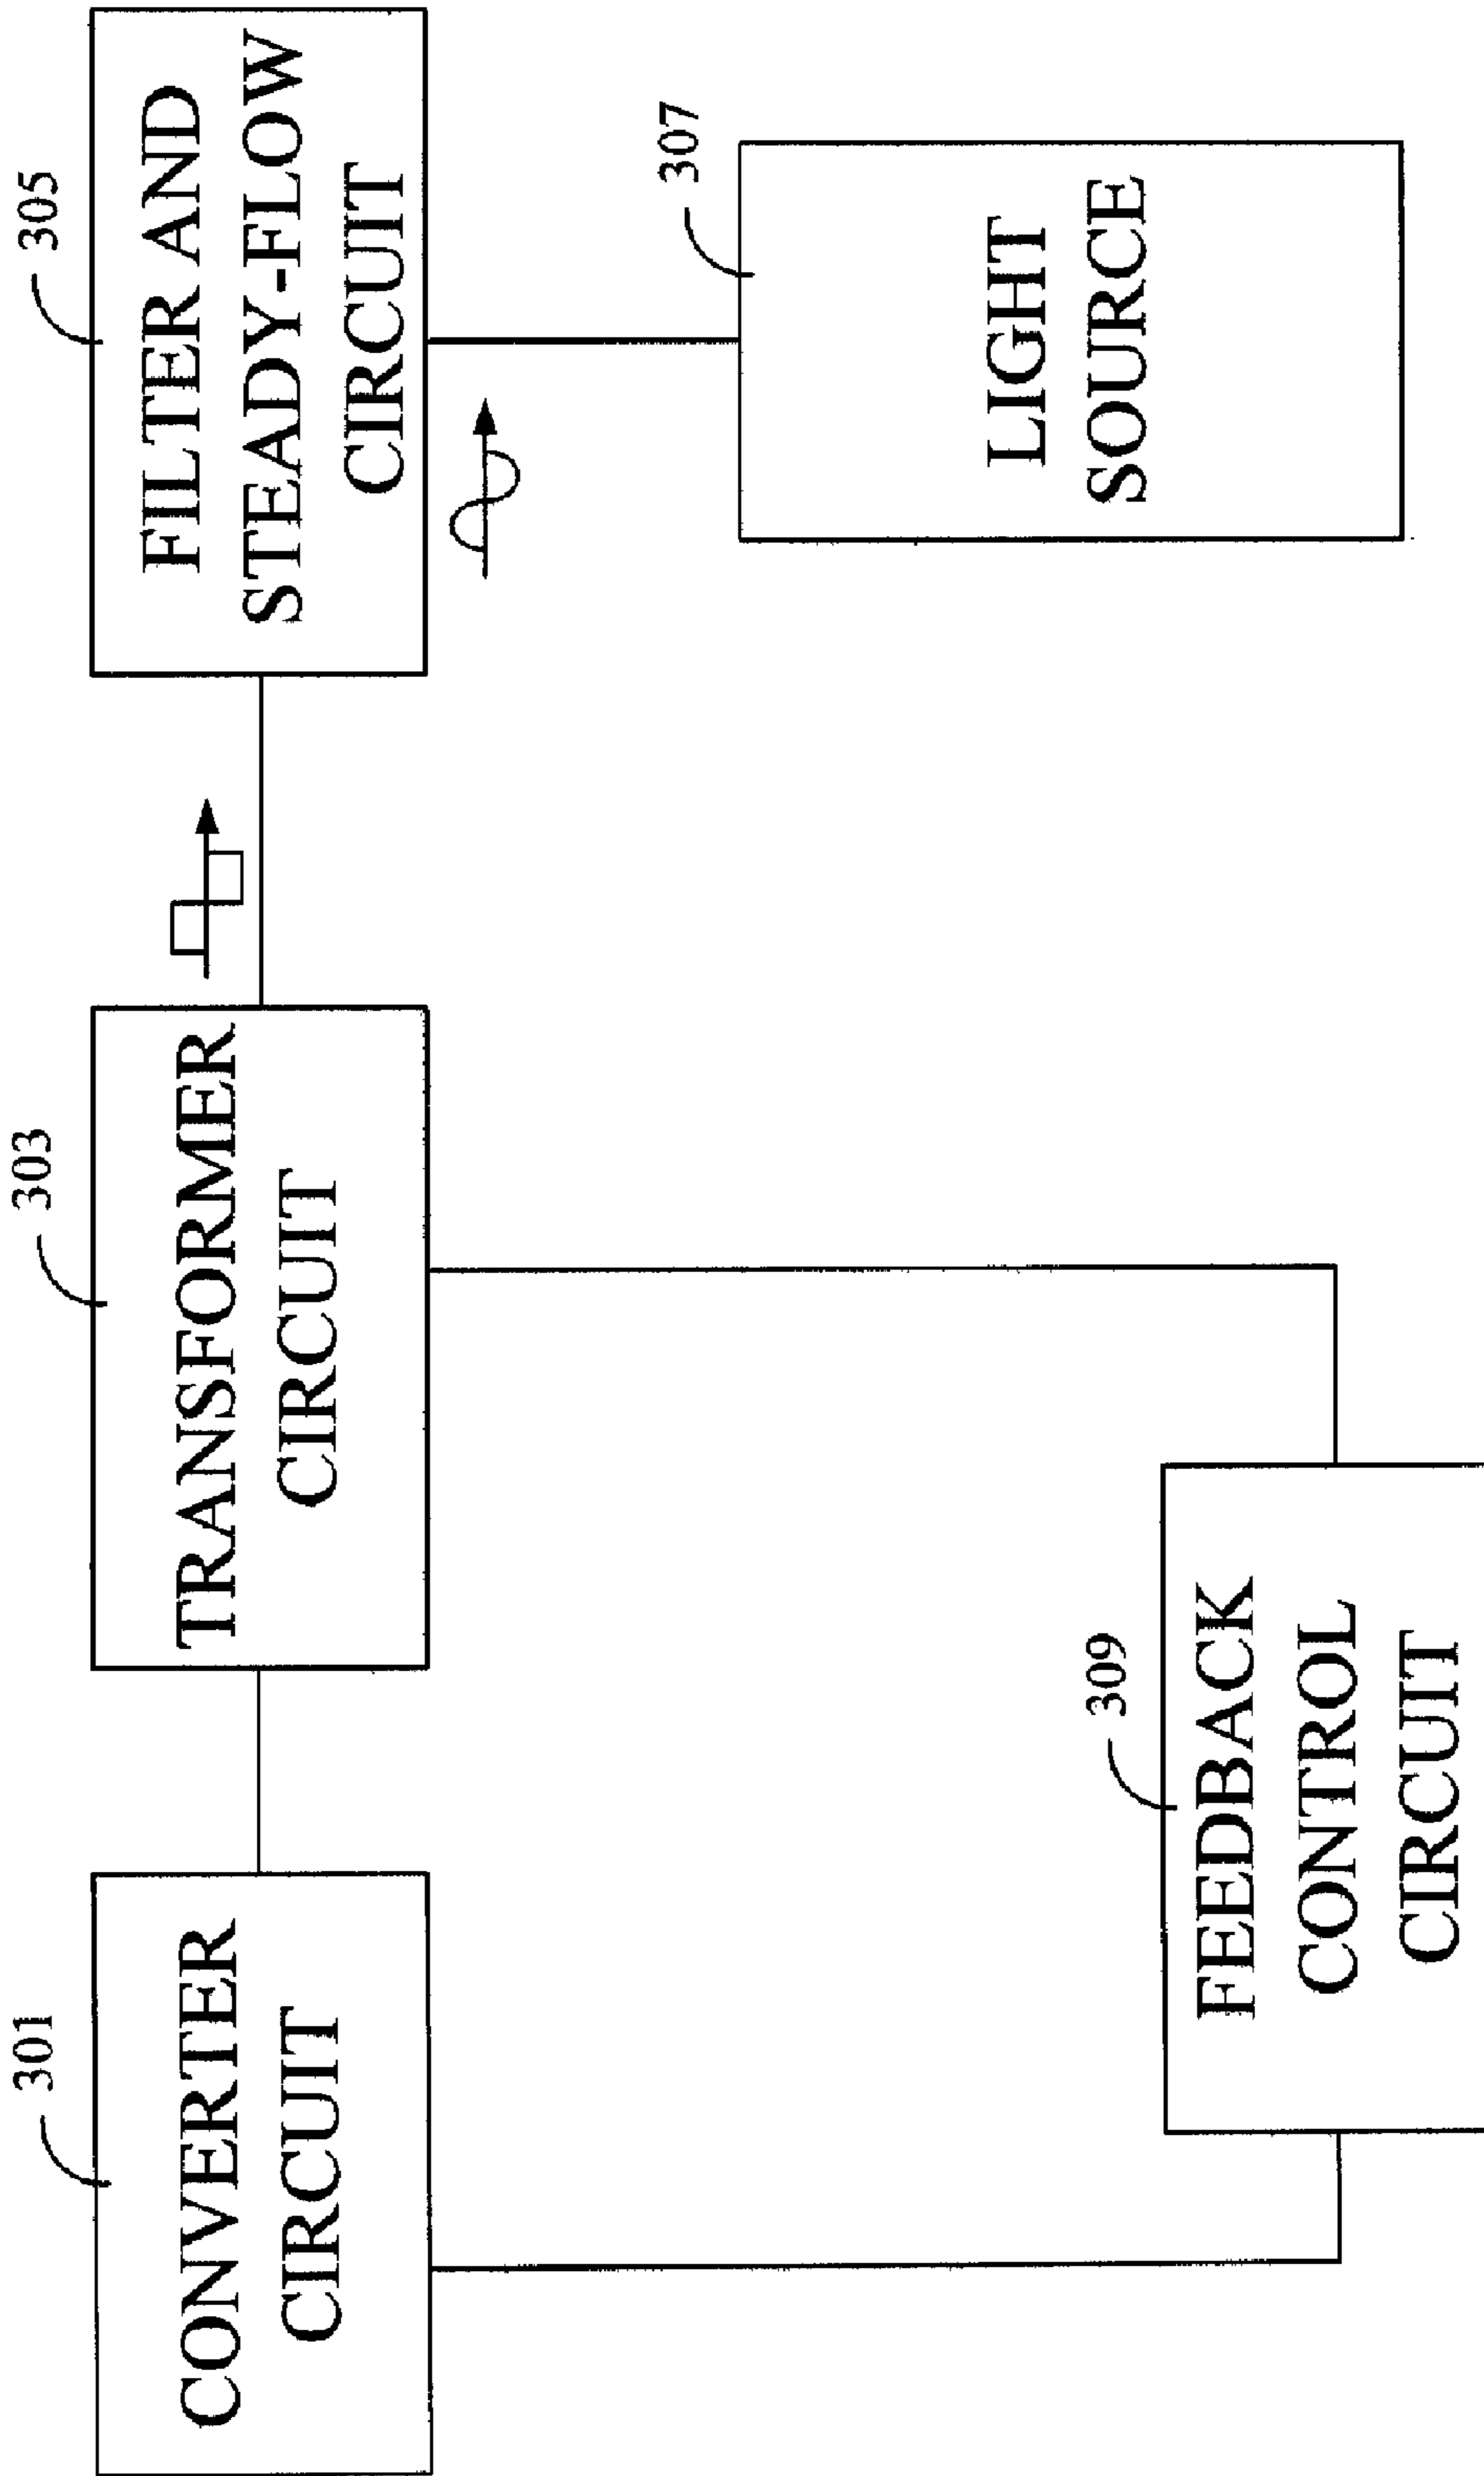 301
CONVERTER
CIRCUIT
303
TRANSFORMER
CIRCUIT
305
FILTER AND
STEADY-FLOW
CIRCUIT
307
LIGHT
SOURCE
309
FEEDBACK
CONTROL
CIRCUIT